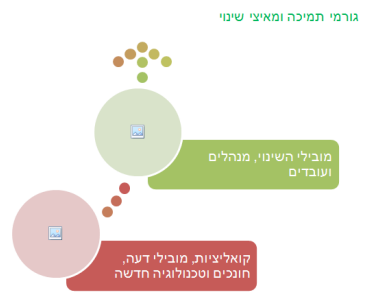 גורמי תמיכה ומאיצי שינוי
מובילי השינוי, מנהלים
ועובדים
קואליציות, מובילי דעה,
חונכים וטכנולוגיה חדשה